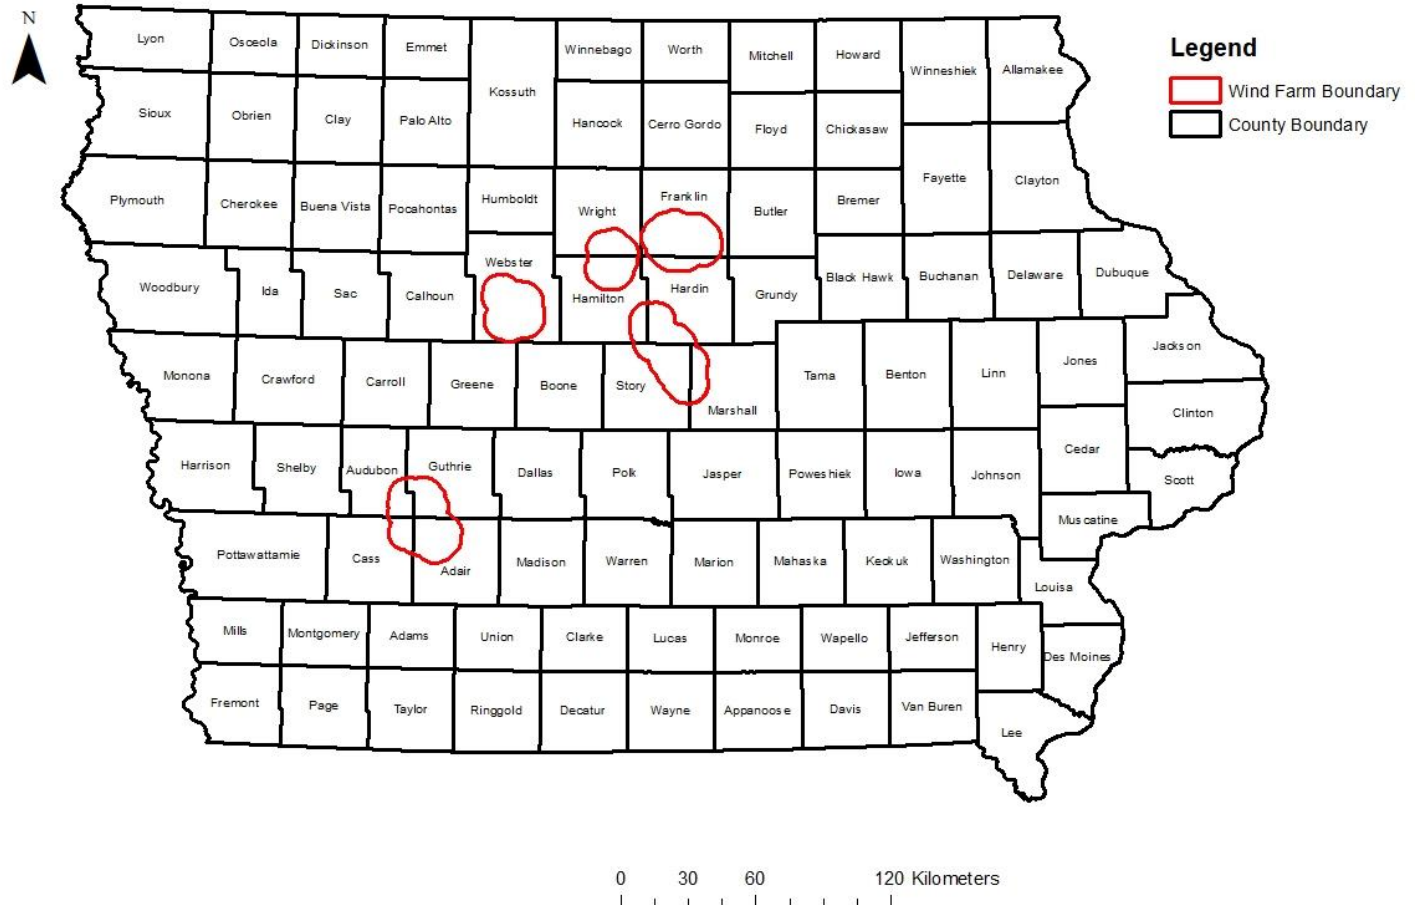 N
Legend
Wind Farm Boundary
County Boundary
Lyon
Osceola
Dickinson
Emmet
Kossuth
Winnebago
Worth
Mitchell
Howard
Winneshiek
Allamakee
Sioux
Obrien
Clay
Palo Alto
Hancock
Cerro Gordo
Floyd
Chickasaw
Fayette
Clayton
Plymouth
Cherokee
Buena Vista
Pocahontas
Humboldt
Wright
Franklin
Butler
Bremer
Woodbury
Ida
Sac
Calhoun
Webster
Hamilton
Hardin
Grundy
Black Hawk
Buchanan
Delaware
Dubuque
Monona
Crawford
Carroll
Greene
Boone
Story
Marshall
Tama
Benton
Linn
Jones
Jackson
Clinton
Harrison
Shelby
Audubon
Guthrie
Dallas
Polk
Jasper
Poweshiek
Iowa
Johnson
Cedar
Scott
Muscatine
Pottawattamie
Cass
Adair
Madison
Warren
Marion
Mahaska
Keokuk
Washington
Louisa
Mills
Montgomery
Adams
Union
Clarke
Lucas
Monroe
Wapello
Jefferson
Henry
Des Moines
Fremont
Page
Taylor
Ringgold
Decatur
Wayne
Appanoose
Davis
Van Buren
Lee
0 30 60 120 Kilometers